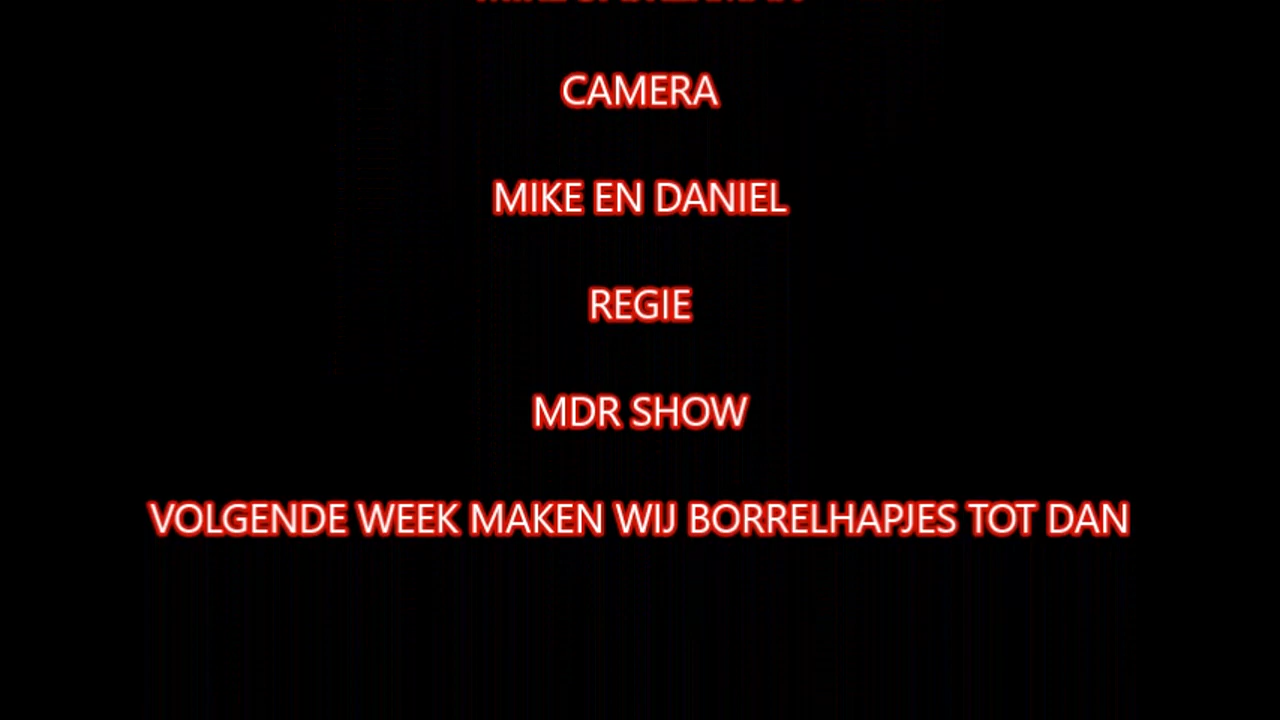 CAMERA
MIKE EN DANIEL
REGIE
MDR SHOW
VOLGENDE WEEK MAKEN WIJ BORRELHAPJES TOT DAN